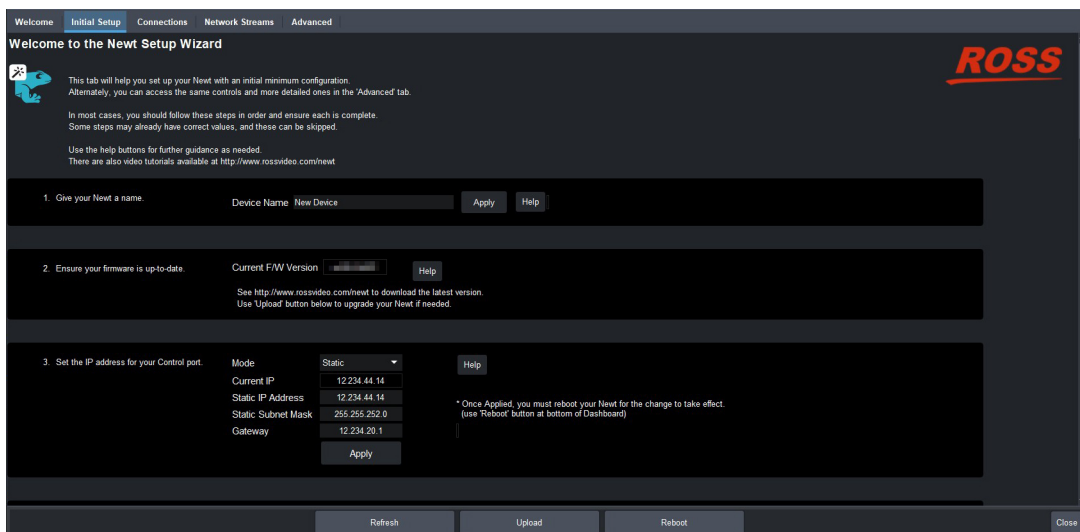 Welcome Initial Setup Connections Network Streams Advanced
Welcome to the Newt Setup Wizard
ROSS
This tab will help you set up your Newt with an initial minimum configuration.
Alternately, you can access the same controls and more detailed ones in the 'Advanced' tab.
In most cases, you should follow these steps in order and ensure each is complete.
Some steps may already have correct values, and these can be skipped.
Use the help buttons for further guidance as needed.
There are also video tutorials available at http://www.rossvideo.com/newt
1. Give your Newt a name. Device Name New Device Apply Help
2. Ensure your firmware is up-to-date. Current F/W Version Help
See http://www.rossvideo.com/newt to download the latest version.
Use 'Upload' button below to upgrade your Newt if needed.
3. Set the IP address for your Control port. Mode Static Help
Current IP 12.234.44.14
Static IP Address 12.234.44.14
* Once Applied, you must reboot your Newt for the change to take effect.
Static Subnet Mask 255.255.252.0
(use 'Reboot' button at bottom of Dashboard)
Gateway 12.234.20.1
Apply
Refresh Upload Reboot Close